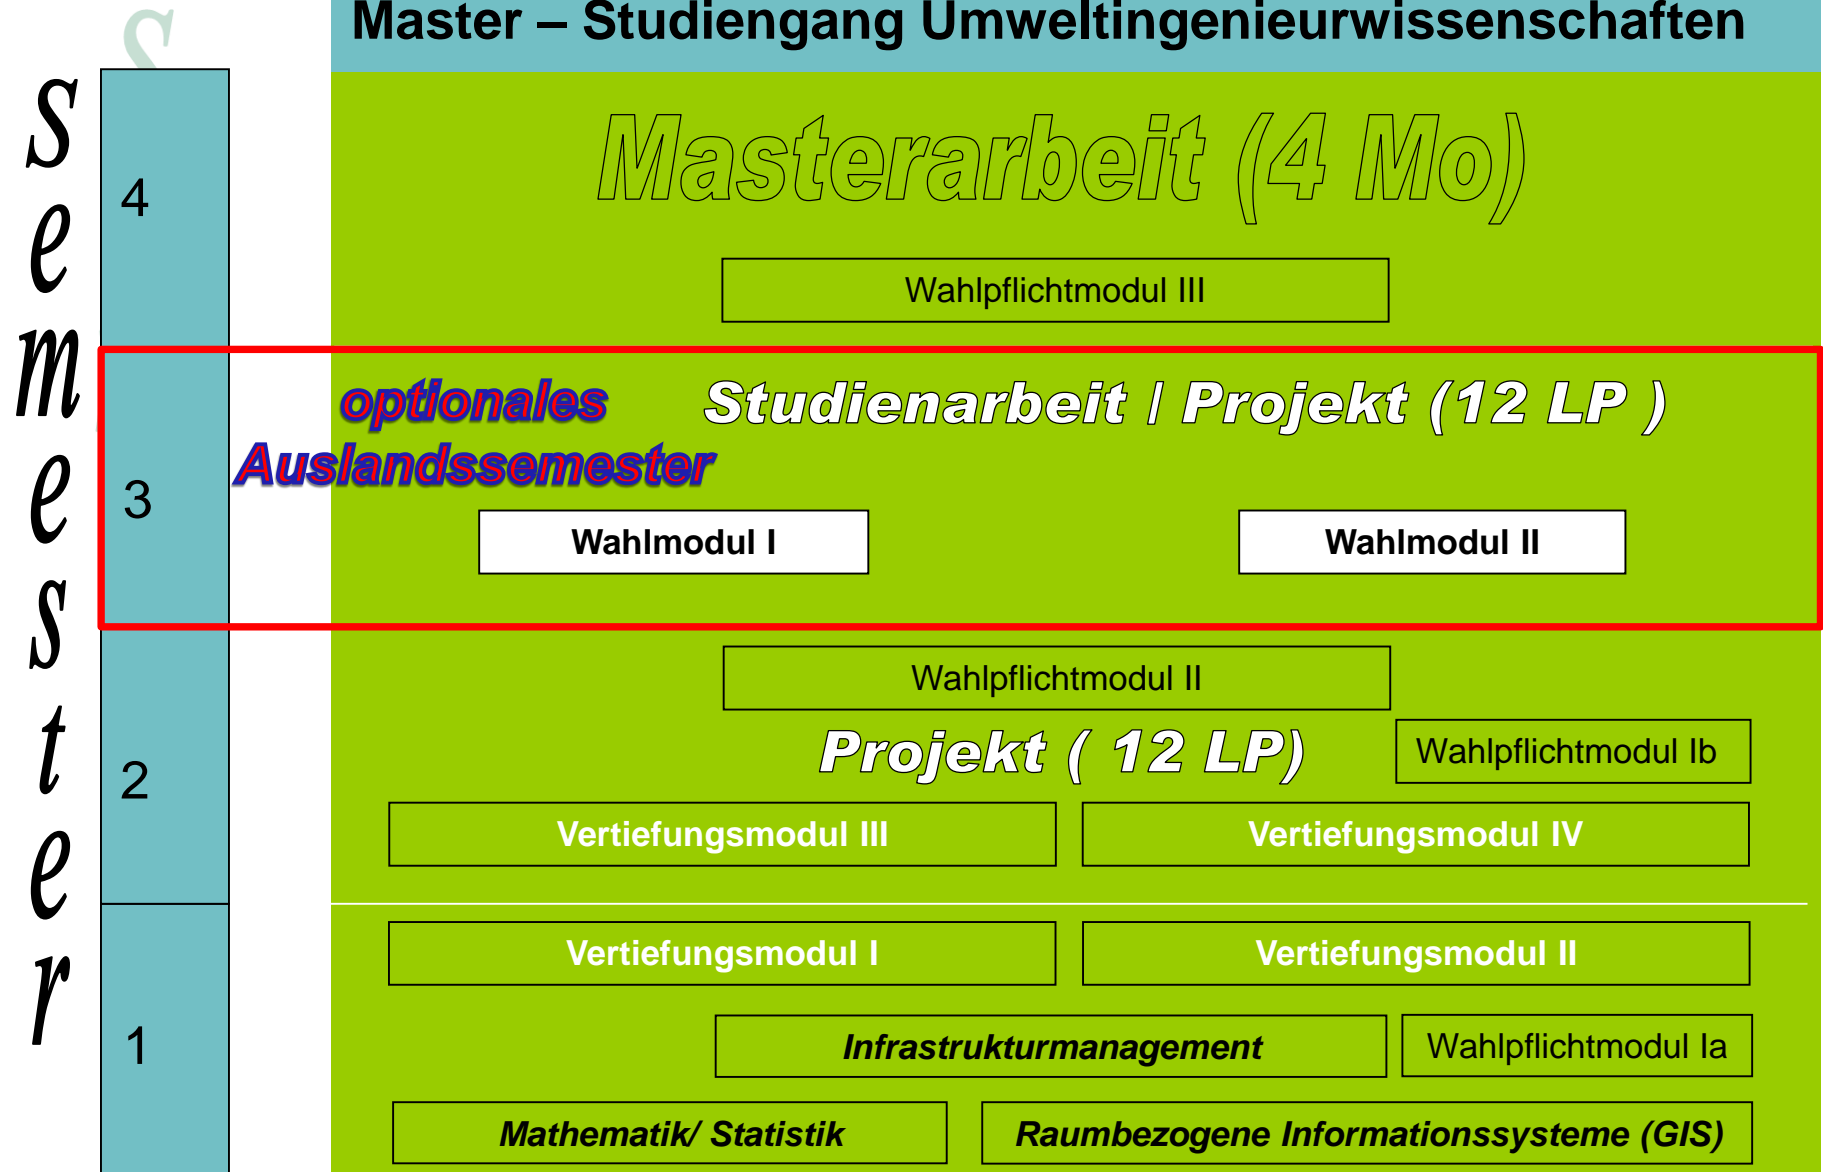 Master – Studiengang Umweltingenieurwissenschaften
Semester
4
Masterarbeit (4 Mo)
Wahlpflichtmodul III
3
optionales
Auslandssemester
Studienarbeit / Projekt (12 LP )
Wahlmodul I
Wahlmodul II
2
Wahlpflichtmodul II
Projekt ( 12 LP)
Wahlpflichtmodul Ib
Vertiefungsmodul III
Vertiefungsmodul IV
1
Vertiefungsmodul I
Vertiefungsmodul II
Infrastrukturmanagement
Wahlpflichtmodul Ia
Mathematik/ Statistik
Raumbezogene Informationssysteme (GIS)